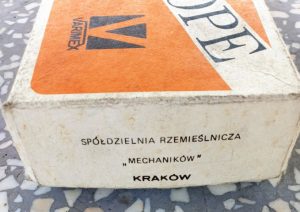 VARIMEX
OPE
SPÓŁDZIELNIA RZEMIEŚLNICZA
„MECHANIKÓW"
KRAKÓW